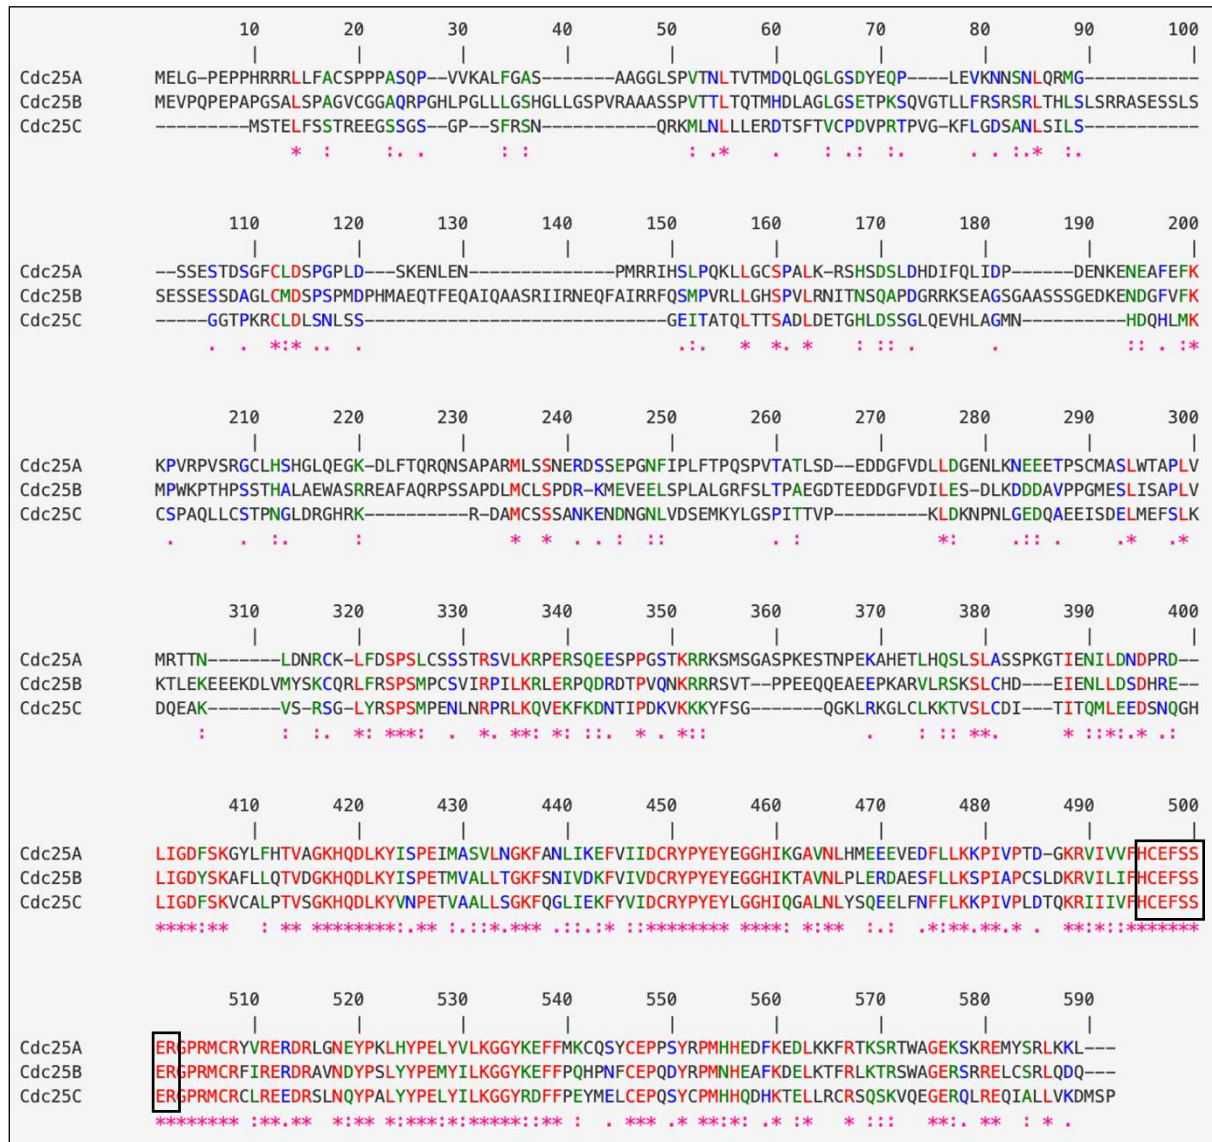 10 20 30 40 50 60 70 80 90 100
| | | | | | | | | |
Cdc25A MELG-PEPPHRRRLLFACSPPPASQP--VVKALFGAS-------AAGGLSPVTNLTVTMDQLQGLGSDYEQP----LEVKNNSNLQRMG-----------
Cdc25B MEVPQPEPAPGSALSPAGVCGGAQRPGHLPGLLLGSHGLLGSPVRAAASSPVTTLTQTMHDLAGLGSETPKSQVGTLLFRSRSRLTHLSLSRRASESSLS
Cdc25C ---------MSTELFSSTREEGSSGS--GP--SFRSN-------QRKMLNLLLERDTSFTVCPDVPRTPVG-KFLGDSANLSILS-----------
* : :. . : : : .* . : .: :. . . :.* :.
110 120 130 140 150 160 170 180 190 200
| | | | | | | | | |
Cdc25A --SSESTDSGFCLDSPGPLD---SKENLEN------------PMRRIHSLPQKLLGCSPALK-RSHSDSLDHDIFQLIDP------DENKENEAFEFK
Cdc25B SESSESSDAGLCMDSPSPMDPHMAEQTFEQAIQAASRIIRNEQFAIRRFQSMPVRLLGHSPVLRNITNSQAPDGRRKSEAGSGAASSSGEDKENDGFVFK
Cdc25C -----GGTPKRCLDLSNLSS-----------------------------GEITATQLTTSADLDETGHLDSSGLQEVHLAGMN----------HDQHLMK
. . *:* .. . .:. * *. * : :: . . :: . :*
210 220 230 240 250 260 270 280 290 300
| | | | | | | | | |
Cdc25A KPVRPVSRGCLHSHGLQEGK-DLFTQRQNSAPARMLSSNERDSSEPGNFIPLFTPQSPVTATLSD--EDDGFVDLLDGENLKNEEETPSCMASLWTAPLV
Cdc25B MPWKPTHPSSTHALAEWASRREAFAQRPSSAPDLMCLSPDR-KMEVEELSPLALGRFSLTPAEGDTEEDDGFVDILES-DLKDDDAVPPGMESLISAPLV
Cdc25C CSPAQLLCSTPNGLDRGHRK----------R-DAMCSSSANKENDNGNLVDSEMKYLGSPITTVP---------KLDKNPNLGEDQAEEISDELMEFSLK
. . :. : * * . . : :: . : *: ::: . .* .*
310 320 330 340 350 360 370 380 390 400
| | | | | | | | | |
Cdc25A MRTTN-------LDNRCK-LFDSPSLCSSSTRSVLKRPERSQEESPPGSTKRRKSMSGASPKESTNPEKAHETLHQSLSLASSPKGTIENILDNDPRD--
Cdc25B KTLEKEEEKDLVMYSKCQRLFRSPSMPCSVIRPILKRLERPQDRDTPVQNKRRRSVT--PPEEQQEAEEPKARVLRSKSLCHD---EIENLLDSDHRE--
Cdc25C DQEAK-------VS-RSG-LYRSPSMPENLNRPRLKQVEKFKDNTIPDKVKKKYFSG-------QGKLRKGLCLKKTVSLCDI---TITQMLEEDSNQGH
: : :. *: ***: . *. **: *: ::. * . *:: . : :: **. * ::*:.* .:
410 420 430 440 450 460 470 480 490 500
| | | | | | | | | |
Cdc25A LIGDFSKGYLFHTVAGKHQDLKYISPEIMASVLNGKFANLIKEFVIIDCRYPYEYEGGHIKGAVNLHMEEEVEDFLLKKPIVPTD-GKRVIVVFHCEFSS
Cdc25B LIGDYSKAFLLQTVDGKHQDLKYISPETMVALLTGKFSNIVDKFVIVDCRYPYEYEGGHIKTAVNLPLERDAESFLLKSPIAPCSLDKRVILIFHCEFSS
Cdc25C LIGDFSKVCALPTVSGKHQDLKYVNPETVAALLSGKFQGLIEKFYVIDCRYPYEYLGGHIQGALNLYSQEELFNFFLKKPIVPLDTQKRIIIVFHCEFSS
****:** : ** ********:.** :.::*.*** .::.:* ::******** ****: *:** :.: .*:**.**.* . **:*::********
510 520 530 540 550 560 570 580 590
| | | | | | | | |
Cdc25A ERGPRMCRYVRERDRLGNEYPKLHYPELYVLKGGYKEFFMKCQSYCEPPSYRPMHHEDFKEDLKKFRTKSRTWAGEKSKREMYSRLKKL---
Cdc25B ERGPRMCRFIRERDRAVNDYPSLYYPEMYILKGGYKEFFPQHPNFCEPQDYRPMNHEAFKDELKTFRLKTRSWAGERSRRELCSRLQDQ---
Cdc25C ERGPRMCRCLREEDRSLNQYPALYYPELYILKGGYRDFFPEYMELCEPQSYCPMHHQDHKTELLRCRSQSKVQEGERQLREQIALLVKDMSP
******** :**.** *:** *:***:*:*****::** : . *** .* **:*: .* :* * ::: **:. ** : * .